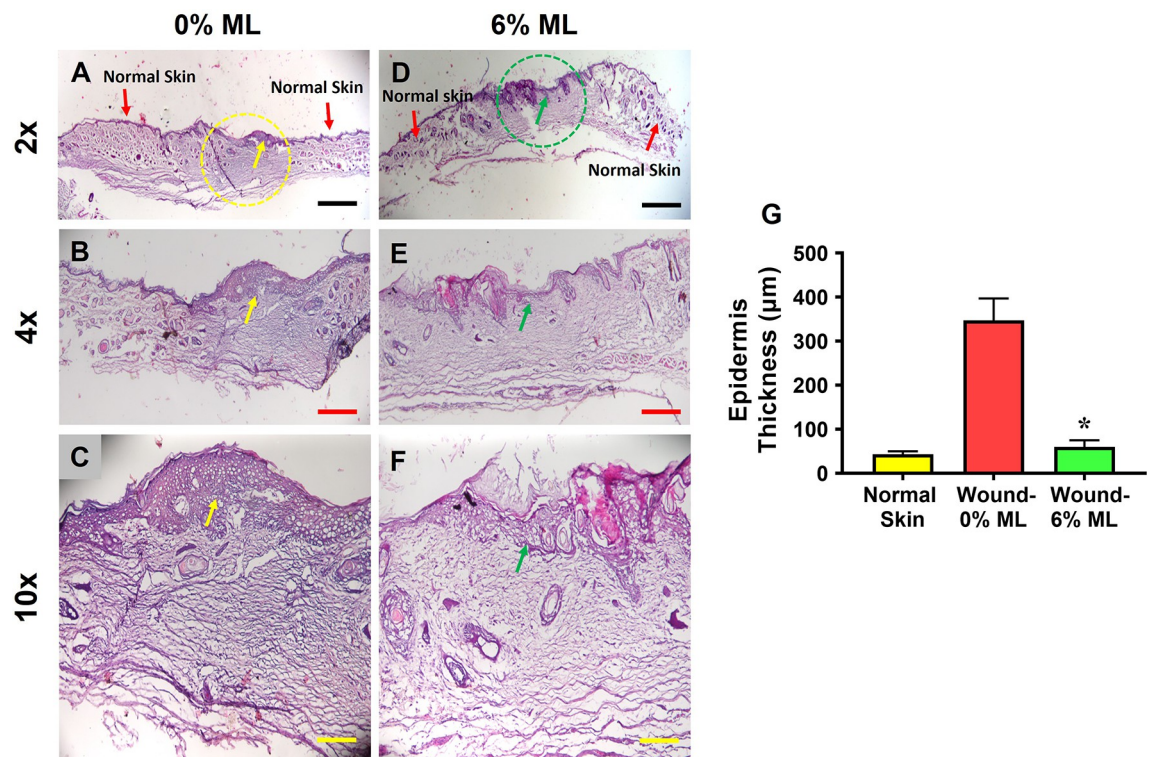 0% ML
6% ML
2x
A
Normal Skin
Normal Skin
D
Normal skin
Normal Skin
4x
B
E
10x
C
F
G
Epidermis
Thickness (µm)
500
400
300
200
100
0
*
Normal
Skin
Wound-
0% ML
Wound-
6% ML